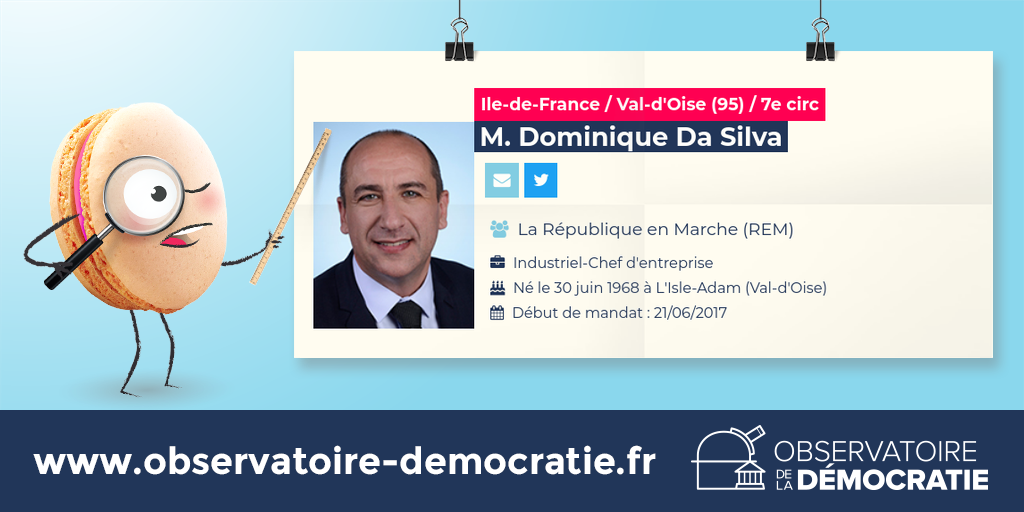 Ile-de-France / Val-d'Oise (95) / 7e circ
M. Dominique Da Silva
La République en Marche (REM)
Industriel-Chef d'entreprise
Né le 30 juin 1968 à L'Isle-Adam (Val-d'Oise)
Début de mandat : 21/06/2017
www.observatoire-democratie.fr
OBSERVATOIRE
DE LA DÉMOCRATIE